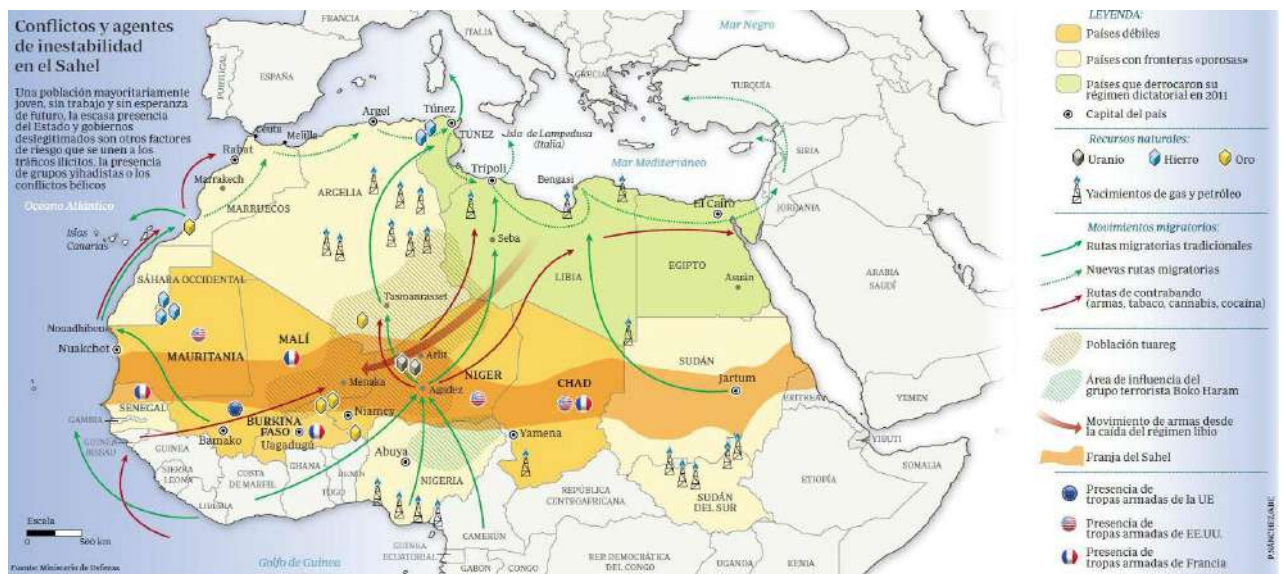 Conflictos y agentes
de inestabilidad
en el Sahel
Una población mayoritariamente
joven, sin trabajo y sin esperanza
de futuro, la escasa presencia
del Estado y gobiernos
deslegitimados son otros factores
de riesgo que se unen a los
tráficos ilícitos, la presencia
de grupos yihadistas o los
conflictos bélicos
Océano Atlántico
Islas
Canarias
FRANCIA
PORTUGAL
ESPAÑA
ITALIA
Mar Negro
GRECIA
TURQUÍA
Ceuta
Melilla
Rabat
Marrakech
MARRUECOS
Argel
ARGELIA
Túnez
TÚNEZ
Isla de Lampedusa
(Italia)
Mar Mediterráneo
Trípoli
Bengasi
El Cairo
SIRIA
JORDANIA
Seba
LIBIA
EGIPTO
Asuán
ARABIA
SAUDÍ
SÁHARA OCCIDENTAL
Tasmanrasset
Nouadhibou
Nuakchot
MAURITANIA
MALÍ
Arlit
Menaka
Agadez
NIGER
CHAD
SUDÁN
Jartum
ERITREA
YEMEN
SENEGAL
GAMBIA
GUINEA
BISSAU
GUINEA
SIERRA
LEONA
LIBERIA
COSTA
DE MARFIL
GHANA
TOGO
BENÍN
Bamako
BURKINA
FASO
Uagadugú
Niamey
Abuya
NIGERIA
Yamena
YIBUTI
SOMALIA
ETIOPÍA
SUDÁN
DEL SUR
REPÚBLICA
CENTROAFRICANA
CAMERÚN
GUINEA
ECUATORIAL
GABÓN
CONGO
REP. DEMOCRÁTICA
DEL CONGO
UGANDA
KENIA
Golfo de Guinea
Escala
0 500 km
Fuente: Ministerio de Defensa
LEYENDA:
Países débiles
Países con fronteras «porosas»
Países que derrocaron su
régimen dictatorial en 2011
Capital del país
Recursos naturales:
Uranio
Hierro
Oro
Yacimientos de gas y petróleo
Movimientos migratorios:
Rutas migratorias tradicionales
Nuevas rutas migratorias
Rutas de contrabando
(armas, tabaco, cannabis, cocaína)
Población tuareg
Área de influencia del
grupo terrorista Boko Haram
Movimiento de armas desde
la caída del régimen libio
Franja del Sahel
Presencia de
tropas armadas de la UE
Presencia de
tropas armadas de EE.UU.
Presencia de
tropas armadas de Francia
P. SÁNCHEZ/ABC